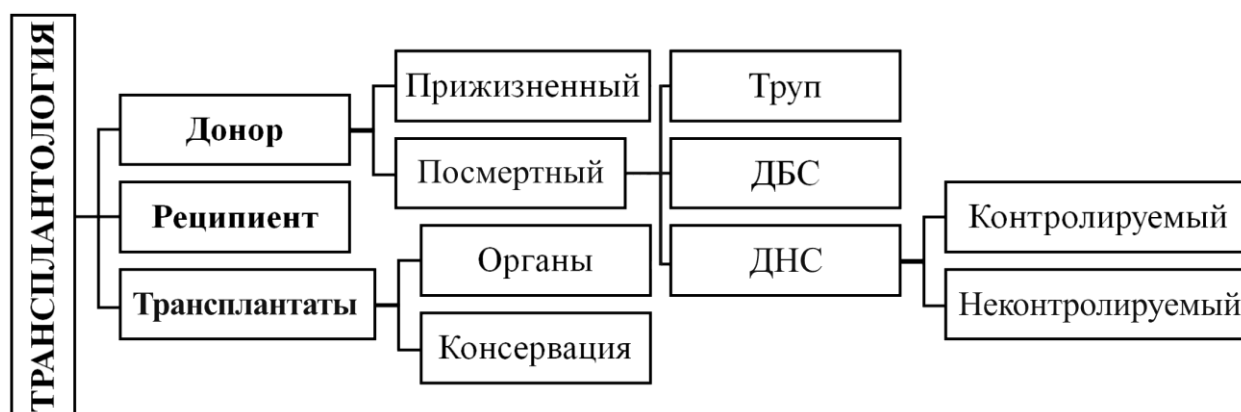 ТРАНСПЛАНТОЛОГИЯ
Донор
Реципиент
Трансплантаты
Прижизненный
Посмертный
Органы
Консервация
Труп
ДБС
ДНС
Контролируемый
Неконтролируемый